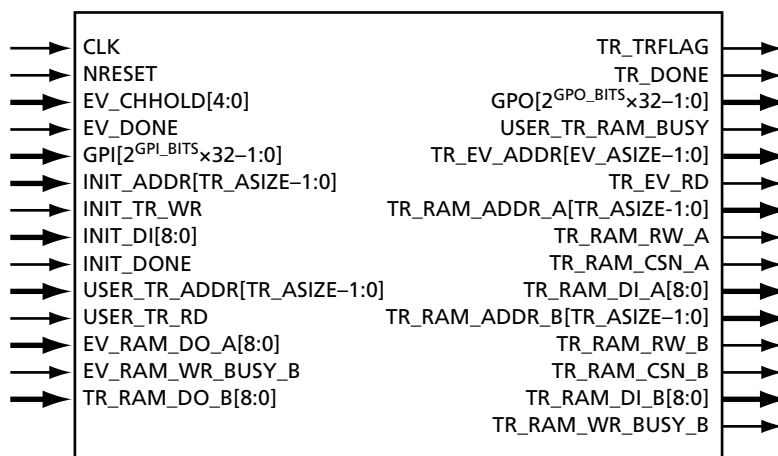 CLK
NRESET
EV_CHHOLD[4:0]
EV_DONE
GPI[2^GPI_BITS×32–1:0]
INIT_ADDR[TR_ASIZE–1:0]
INIT_TR_WR
INIT_DI[8:0]
INIT_DONE
USER_TR_ADDR[TR_ASIZE–1:0]
USER_TR_RD
EV_RAM_DO_A[8:0]
EV_RAM_WR_BUSY_B
TR_RAM_DO_B[8:0]
TR_TRFLAG
TR_DONE
GPO[2^GPO_BITS×32–1:0]
USER_TR_RAM_BUSY
TR_EV_ADDR[EV_ASIZE–1:0]
TR_EV_RD
TR_RAM_ADDR_A[TR_ASIZE-1:0]
TR_RAM_RW_A
TR_RAM_CSN_A
TR_RAM_DI_A[8:0]
TR_RAM_ADDR_B[TR_ASIZE–1:0]
TR_RAM_RW_B
TR_RAM_CSN_B
TR_RAM_DI_B[8:0]
TR_RAM_WR_BUSY_B